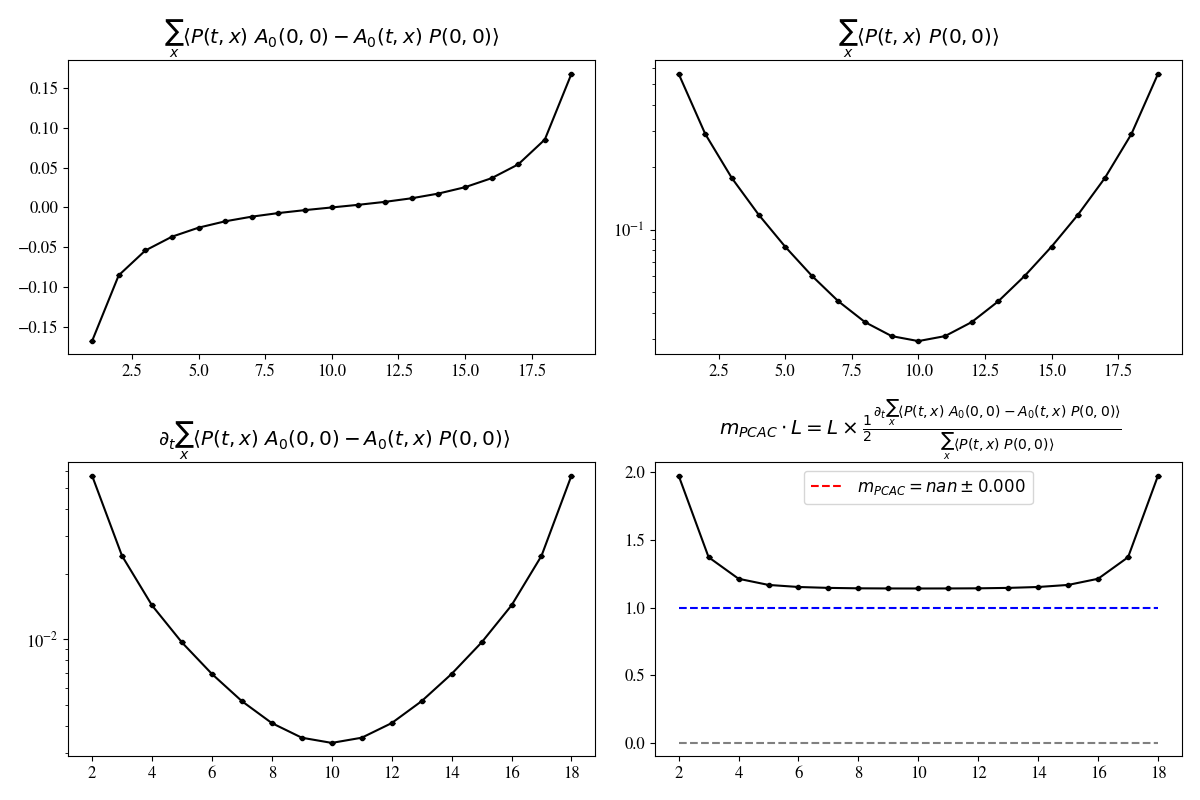 ∑ₓ⟨P(t, x) A₀(0, 0) − A₀(t, x) P(0, 0)⟩
0.15
0.10
0.05
0.00
−0.05
−0.10
−0.15
2.5 5.0 7.5 10.0 12.5 15.0 17.5
∑ₓ⟨P(t, x) P(0, 0)⟩
10⁻¹
2.5 5.0 7.5 10.0 12.5 15.0 17.5
∂ₜ∑ₓ⟨P(t, x) A₀(0, 0) − A₀(t, x) P(0, 0)⟩
10⁻²
2 4 6 8 10 12 14 16 18
m_PCAC · L = L × 1/2 ∂ₜ∑ₓ⟨P(t, x) A₀(0, 0) − A₀(t, x) P(0, 0)⟩ / ∑ₓ⟨P(t, x) P(0, 0)⟩
m_PCAC = nan ± 0.000
2.0
1.5
1.0
0.5
0.0
2 4 6 8 10 12 14 16 18